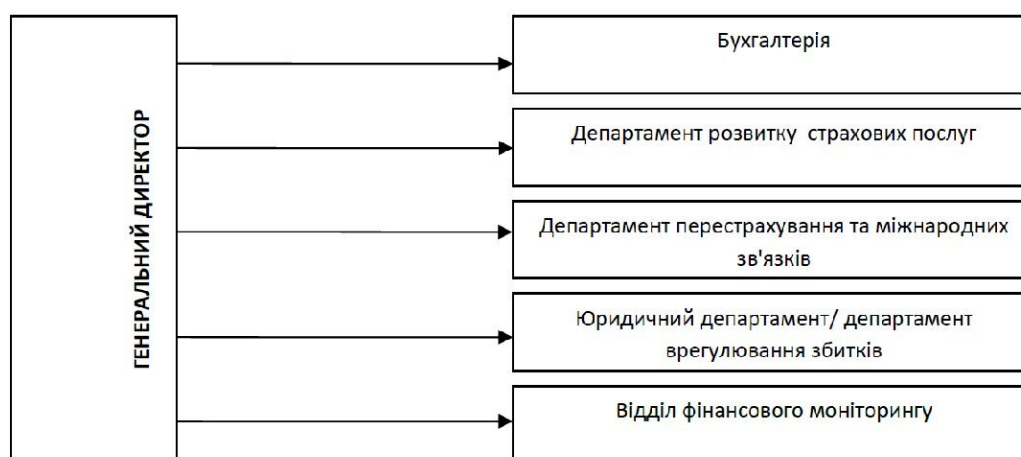 ГЕНЕРАЛЬНИЙ ДИРЕКТОР
Бухгалтерія
Департамент розвитку страхових послуг
Департамент перестрахування та міжнародних
зв'язків
Юридичний департамент/ департамент
врегулювання збитків
Відділ фінансового моніторингу